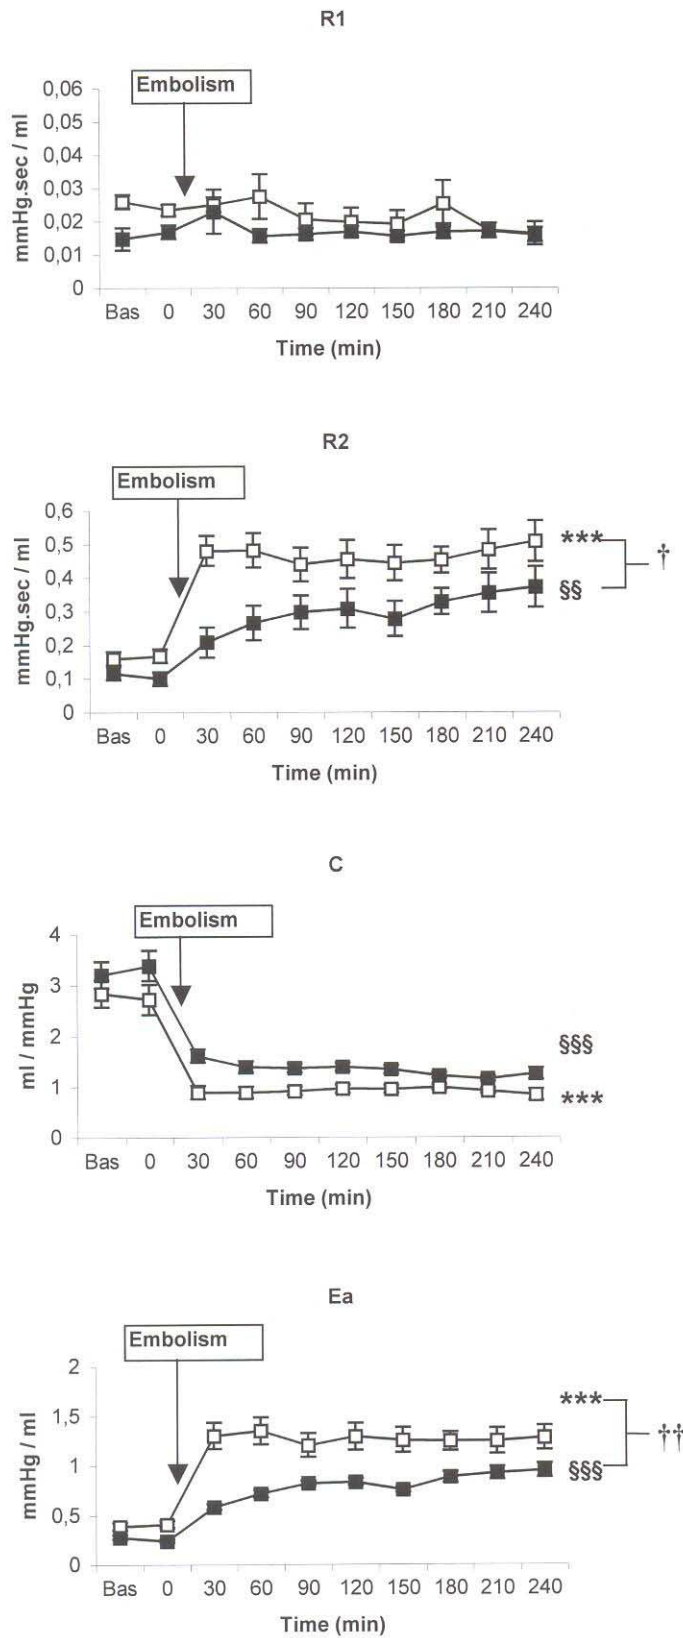 R1
Embolism
0,06
0,05
0,04
0,03
0,02
0,01
0
mmHg.sec / ml
Bas 0 30 60 90 120 150 180 210 240
Time (min)
R2
Embolism
0,6
0,5
0,4
0,3
0,2
0,1
0
mmHg.sec / ml
***
§§
†
Bas 0 30 60 90 120 150 180 210 240
Time (min)
C
Embolism
4
3
2
1
0
ml / mmHg
§§§
***
Bas 0 30 60 90 120 150 180 210 240
Time (min)
Ea
Embolism
2
1,5
1
0,5
0
mmHg / ml
***
§§§
††
Bas 0 30 60 90 120 150 180 210 240
Time (min)